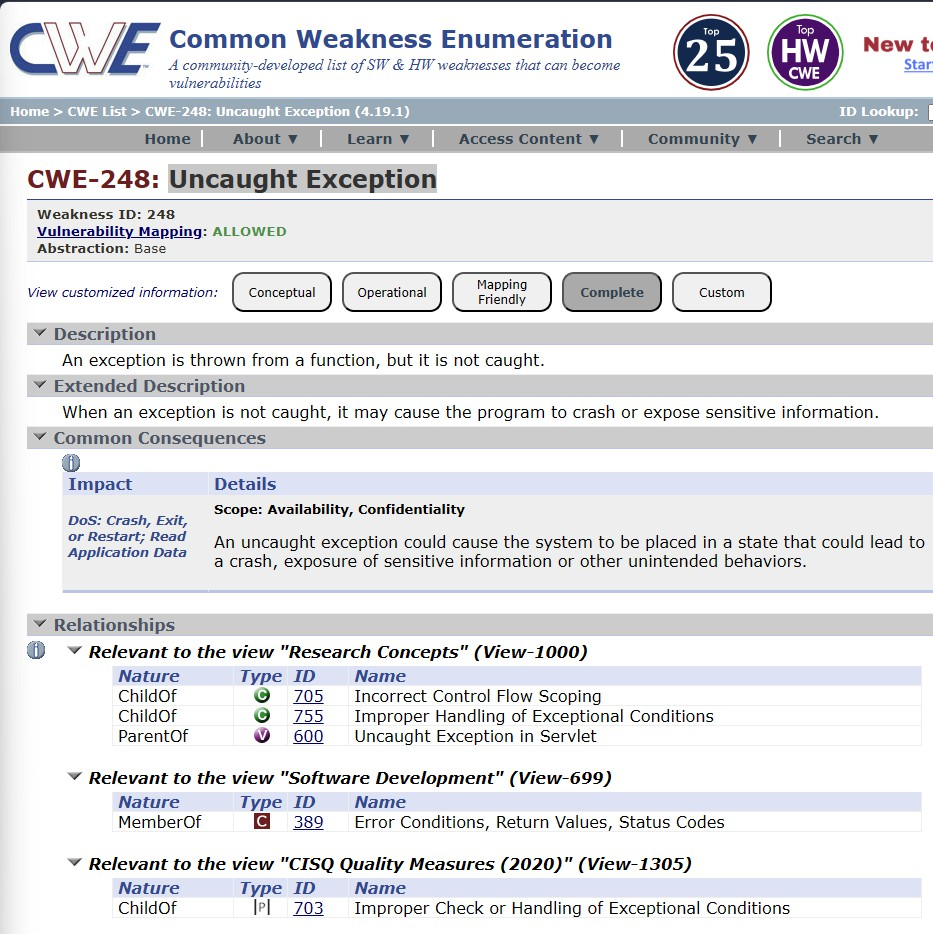 CWE™
Common Weakness Enumeration
A community-developed list of SW & HW weaknesses that can become
vulnerabilities
Top
25
Top
HW
CWE
Home > CWE List > CWE-248: Uncaught Exception (4.19.1)
ID Lookup:
Home
About ▼
Learn ▼
Access Content ▼
Community ▼
Search ▼
CWE-248: Uncaught Exception
Weakness ID: 248
Vulnerability Mapping: ALLOWED
Abstraction: Base
View customized information:
Conceptual
Operational
Mapping
Friendly
Complete
Custom
Description
An exception is thrown from a function, but it is not caught.
Extended Description
When an exception is not caught, it may cause the program to crash or expose sensitive information.
Common Consequences
i
Impact Details
DoS: Crash, Exit,
or Restart; Read
Application Data
Scope: Availability, Confidentiality
An uncaught exception could cause the system to be placed in a state that could lead to
a crash, exposure of sensitive information or other unintended behaviors.
Relationships
i
Relevant to the view "Research Concepts" (View-1000)
Nature Type ID Name
ChildOf C 705 Incorrect Control Flow Scoping
ChildOf C 755 Improper Handling of Exceptional Conditions
ParentOf V 600 Uncaught Exception in Servlet
Relevant to the view "Software Development" (View-699)
Nature Type ID Name
MemberOf C 389 Error Conditions, Return Values, Status Codes
Relevant to the view "CISQ Quality Measures (2020)" (View-1305)
Nature Type ID Name
ChildOf P 703 Improper Check or Handling of Exceptional Conditions